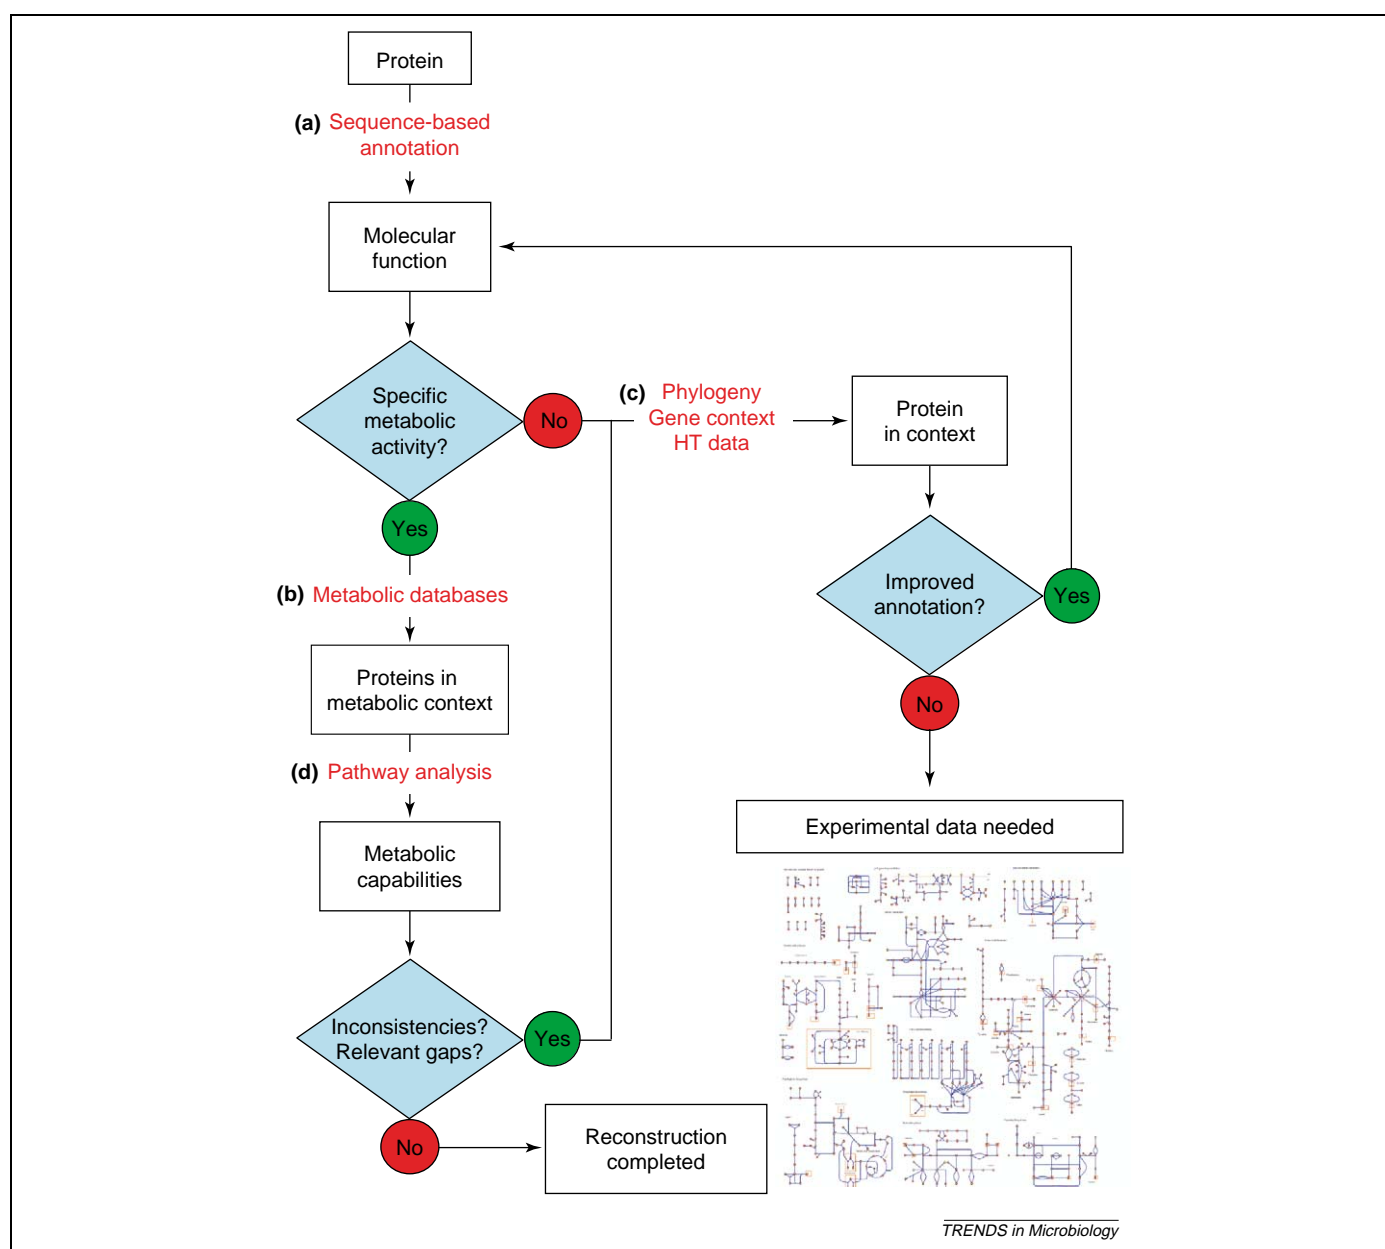 Protein
(a) Sequence-based
annotation
Molecular
function
Specific
metabolic
activity?
No
Yes
(c) Phylogeny
Gene context
HT data
Protein
in context
Improved
annotation?
Yes
No
Experimental data needed
(b) Metabolic databases
Proteins in
metabolic context
(d) Pathway analysis
Metabolic
capabilities
Inconsistencies?
Relevant gaps?
Yes
No
Reconstruction
completed
TRENDS in Microbiology